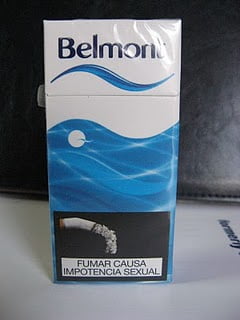 Belmont
FUMAR CAUSA
IMPOTENCIA SEXUAL